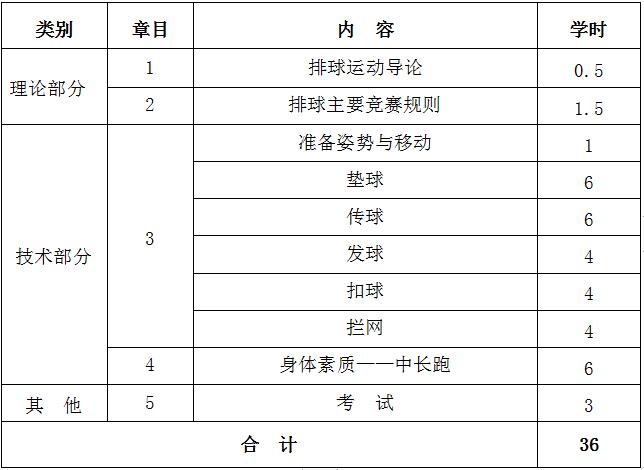 类别 章目 内 容 学时
理论部分 1 排球运动导论 0.5
2 排球主要竞赛规则 1.5
技术部分 3 准备姿势与移动 1
垫球 6
传球 6
发球 4
扣球 4
拦网 4
4 身体素质——中长跑 6
其 他 5 考 试 3
合 计 36